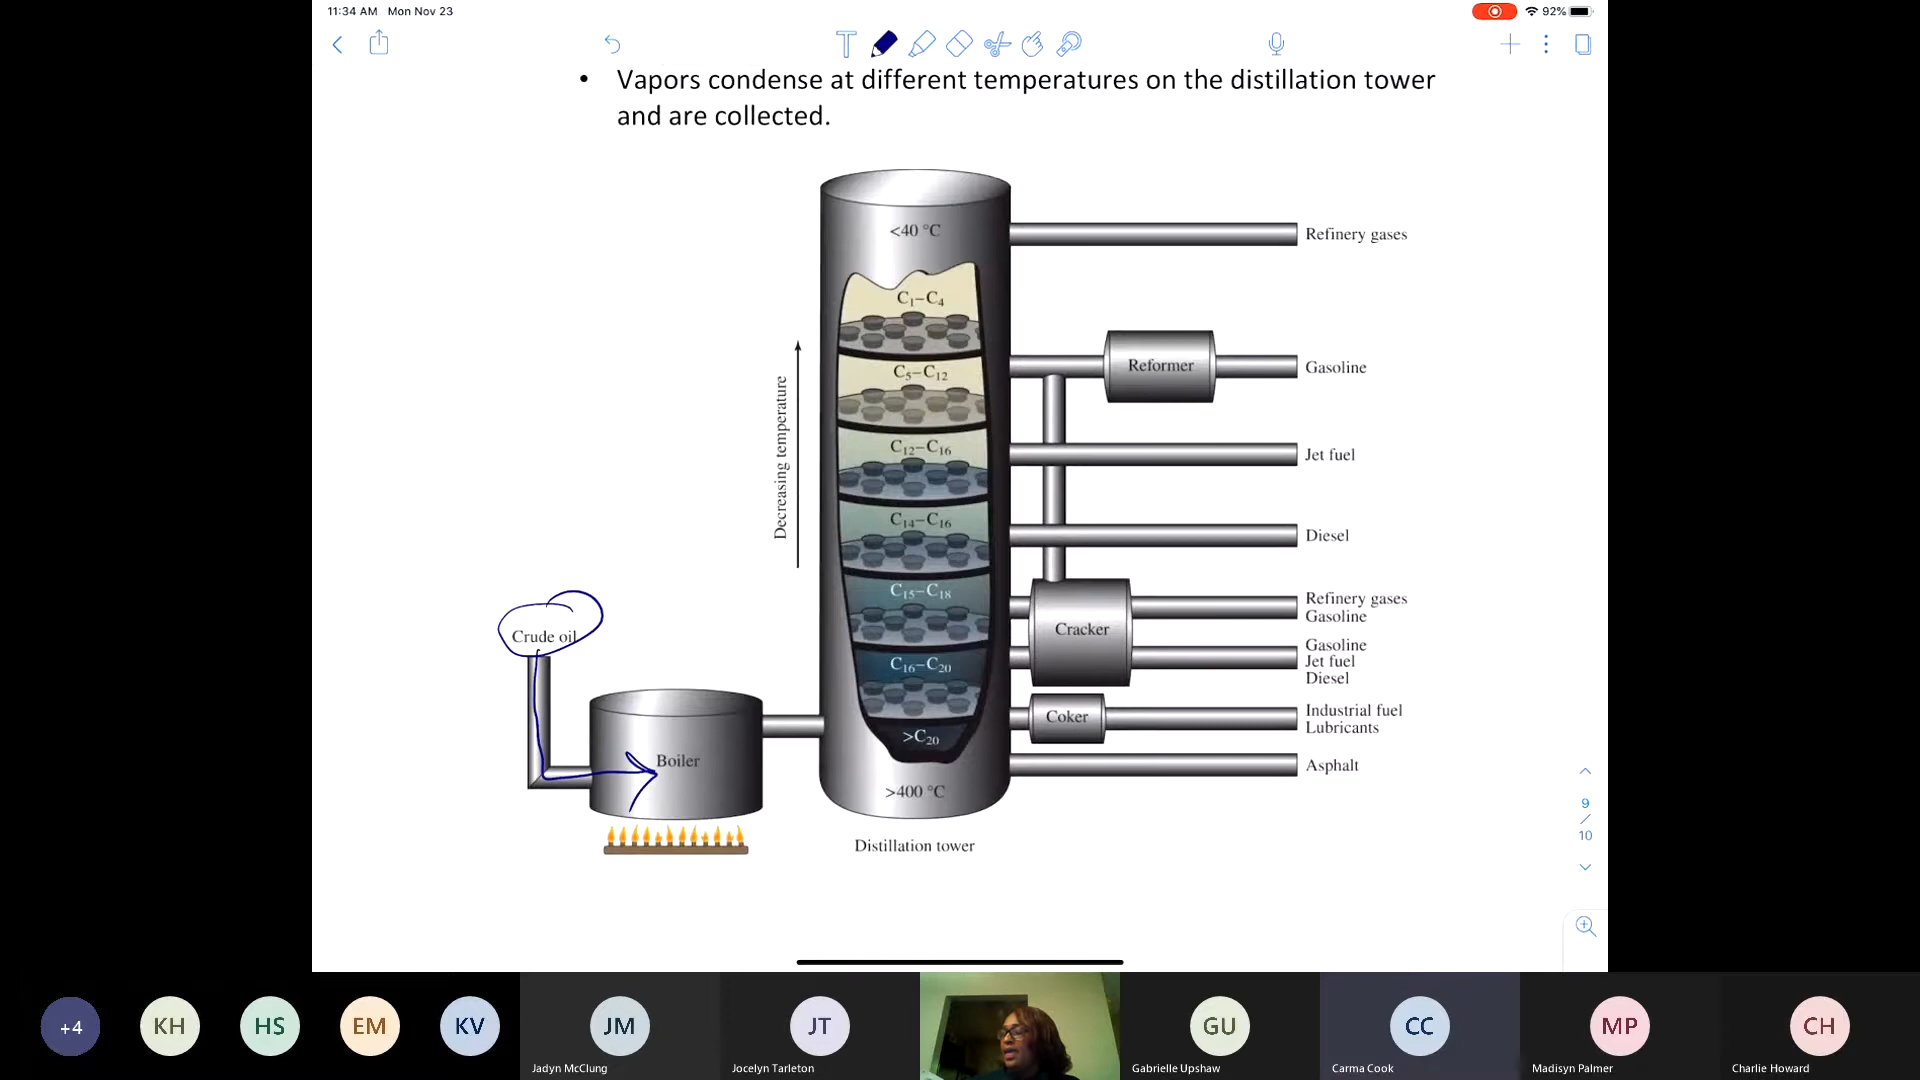 11:34 AM Mon Nov 23
92%
• Vapors condense at different temperatures on the distillation tower
and are collected.
<40 °C
Refinery gases
C₁–C₄
Reformer
Gasoline
C₅–C₁₂
Decreasing temperature
C₁₂–C₁₆
Jet fuel
C₁₄–C₁₆
Diesel
C₁₅–C₁₈
Refinery gases
Gasoline
Cracker
Crude oil
Gasoline
Jet fuel
Diesel
C₁₆–C₂₀
Coker
Industrial fuel
Lubricants
>C₂₀
Boiler
Asphalt
>400 °C
Distillation tower
9
/
10
+4
KH
HS
EM
KV
JM
JT
GU
CC
MP
CH
Jadyn McClung
Jocelyn Tarleton
Gabrielle Upshaw
Carma Cook
Madisyn Palmer
Charlie Howard